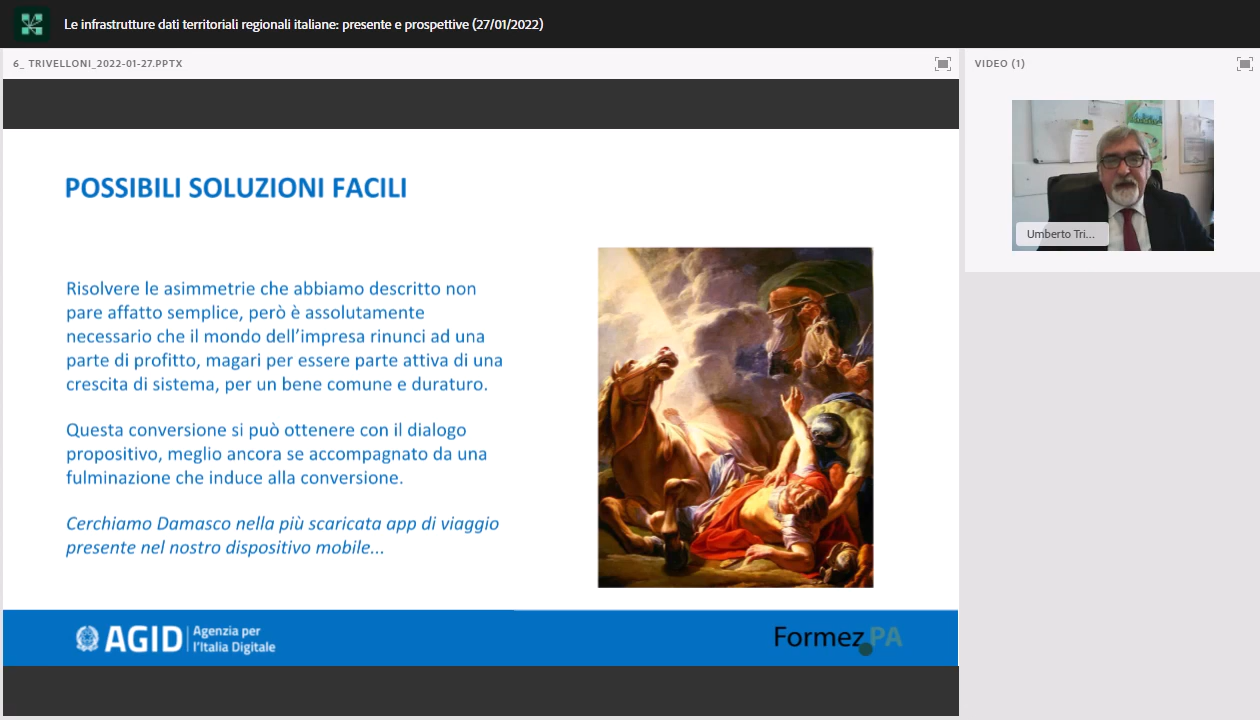 Le infrastrutture dati territoriali regionali italiane: presente e prospettive (27/01/2022)
6_ TRIVELLONI_2022-01-27.PPTX
VIDEO (1)
POSSIBILI SOLUZIONI FACILI
Risolvere le asimmetrie che abbiamo descritto non
pare affatto semplice, però è assolutamente
necessario che il mondo dell'impresa rinunci ad una
parte di profitto, magari per essere parte attiva di una
crescita di sistema, per un bene comune e duraturo.
Questa conversione si può ottenere con il dialogo
propositivo, meglio ancora se accompagnato da una
fulminazione che induce alla conversione.
Cerchiamo Damasco nella più scaricata app di viaggio
presente nel nostro dispositivo mobile...
Umberto Tri...
AGID
Agenzia per
l'Italia Digitale
Formez PA